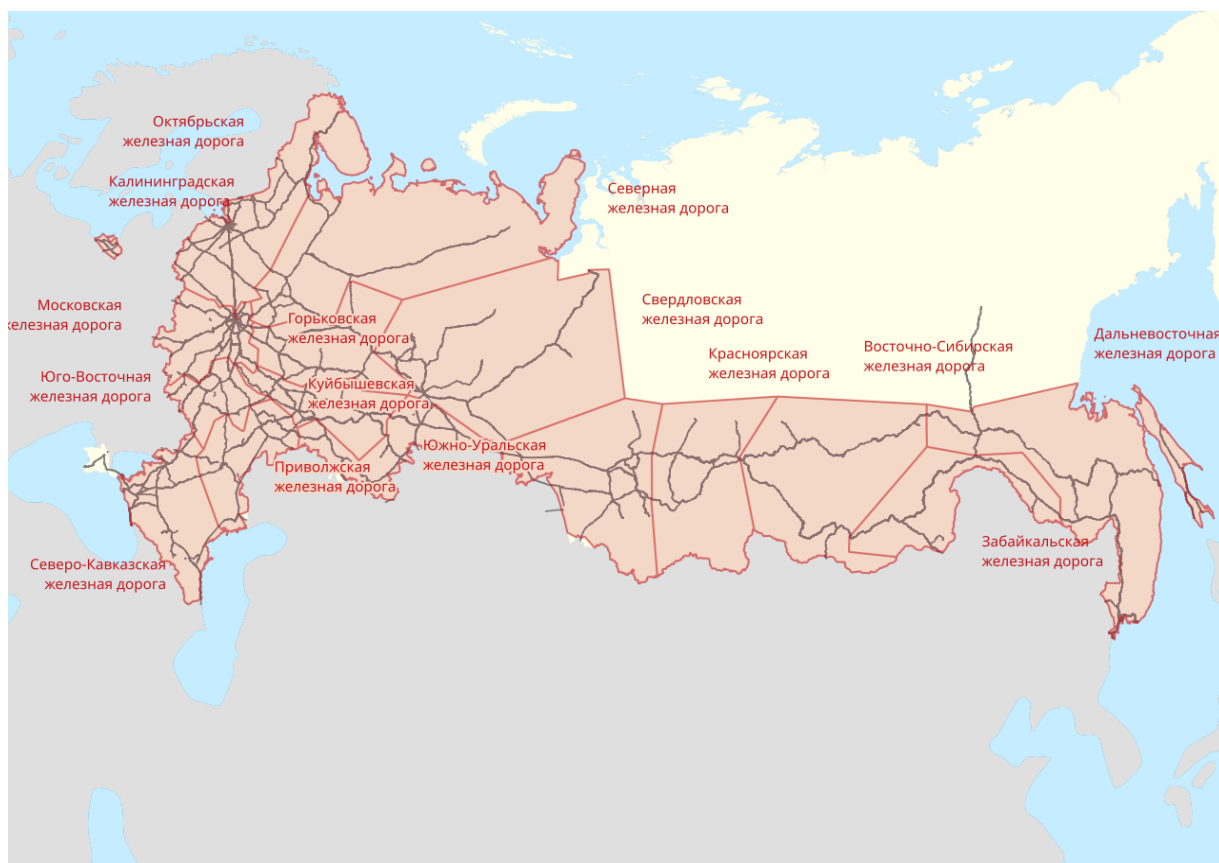 Октябрьская
железная дорога
Калининградская
железная дорога
Северная
железная дорога
Московская
железная дорога
Горьковская
железная дорога
Свердловская
железная дорога
Красноярская
железная дорога
Восточно-Сибирская
железная дорога
Дальневосточная
железная дорога
Юго-Восточная
железная дорога
Куйбышевская
железная дорога
Южно-Уральская
железная дорога
Приволжская
железная дорога
Забайкальская
железная дорога
Северо-Кавказская
железная дорога